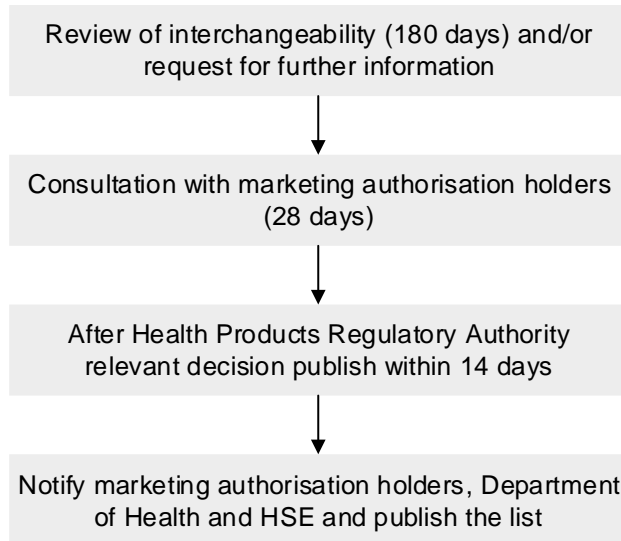 Review of interchangeability (180 days) and/or
request for further information
Consultation with marketing authorisation holders
(28 days)
After Health Products Regulatory Authority
relevant decision publish within 14 days
Notify marketing authorisation holders, Department
of Health and HSE and publish the list